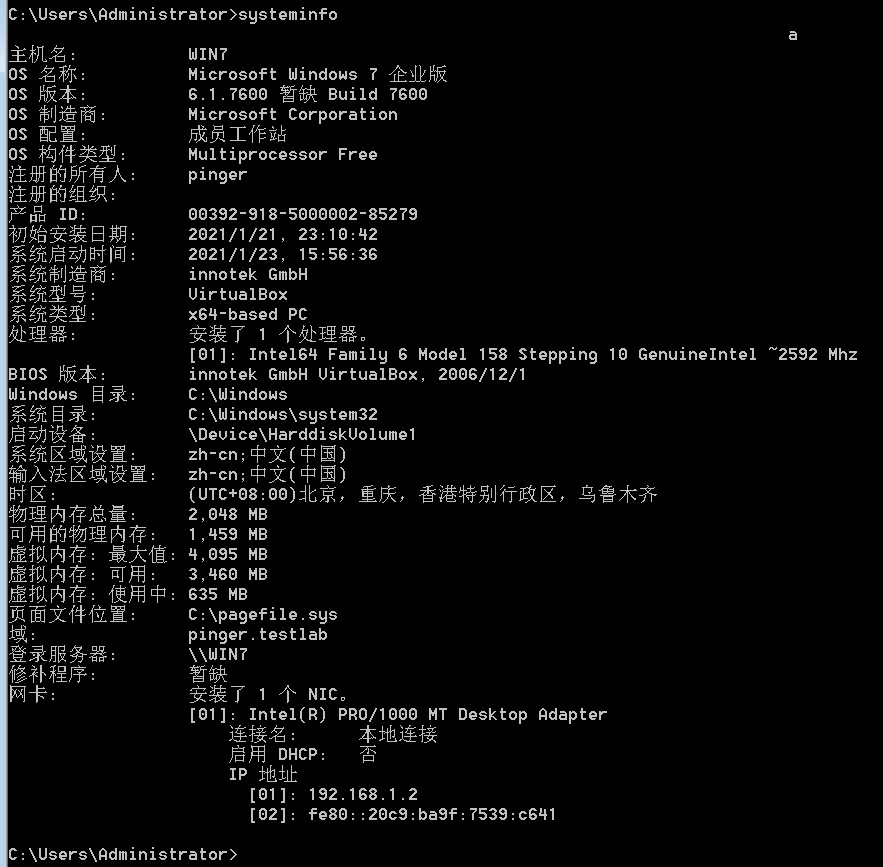 C:\Users\Administrator>systeminfo
a
主机名:           WIN7
OS 名称:          Microsoft Windows 7 企业版
OS 版本:          6.1.7600 暂缺 Build 7600
OS 制造商:        Microsoft Corporation
OS 配置:          成员工作站
OS 构件类型:      Multiprocessor Free
注册的所有人:     pinger
注册的组织:
产品 ID:          00392-918-5000002-85279
初始安装日期:     2021/1/21, 23:10:42
系统启动时间:     2021/1/23, 15:56:36
系统制造商:       innotek GmbH
系统型号:         VirtualBox
系统类型:         x64-based PC
处理器:           安装了 1 个处理器。
[01]: Intel64 Family 6 Model 158 Stepping 10 GenuineIntel ~2592 Mhz
BIOS 版本:        innotek GmbH VirtualBox, 2006/12/1
Windows 目录:     C:\Windows
系统目录:         C:\Windows\system32
启动设备:         \Device\HarddiskVolume1
系统区域设置:     zh-cn;中文(中国)
输入法区域设置:   zh-cn;中文(中国)
时区:             (UTC+08:00)北京，重庆，香港特别行政区，乌鲁木齐
物理内存总量:     2,048 MB
可用的物理内存:   1,459 MB
虚拟内存: 最大值: 4,095 MB
虚拟内存: 可用:   3,460 MB
虚拟内存: 使用中: 635 MB
页面文件位置:     C:\pagefile.sys
域:               pinger.testlab
登录服务器:       \\WIN7
修补程序:         暂缺
网卡:             安装了 1 个 NIC。
[01]: Intel(R) PRO/1000 MT Desktop Adapter
连接名:      本地连接
启用 DHCP:   否
IP 地址
[01]: 192.168.1.2
[02]: fe80::20c9:ba9f:7539:c641
C:\Users\Administrator>